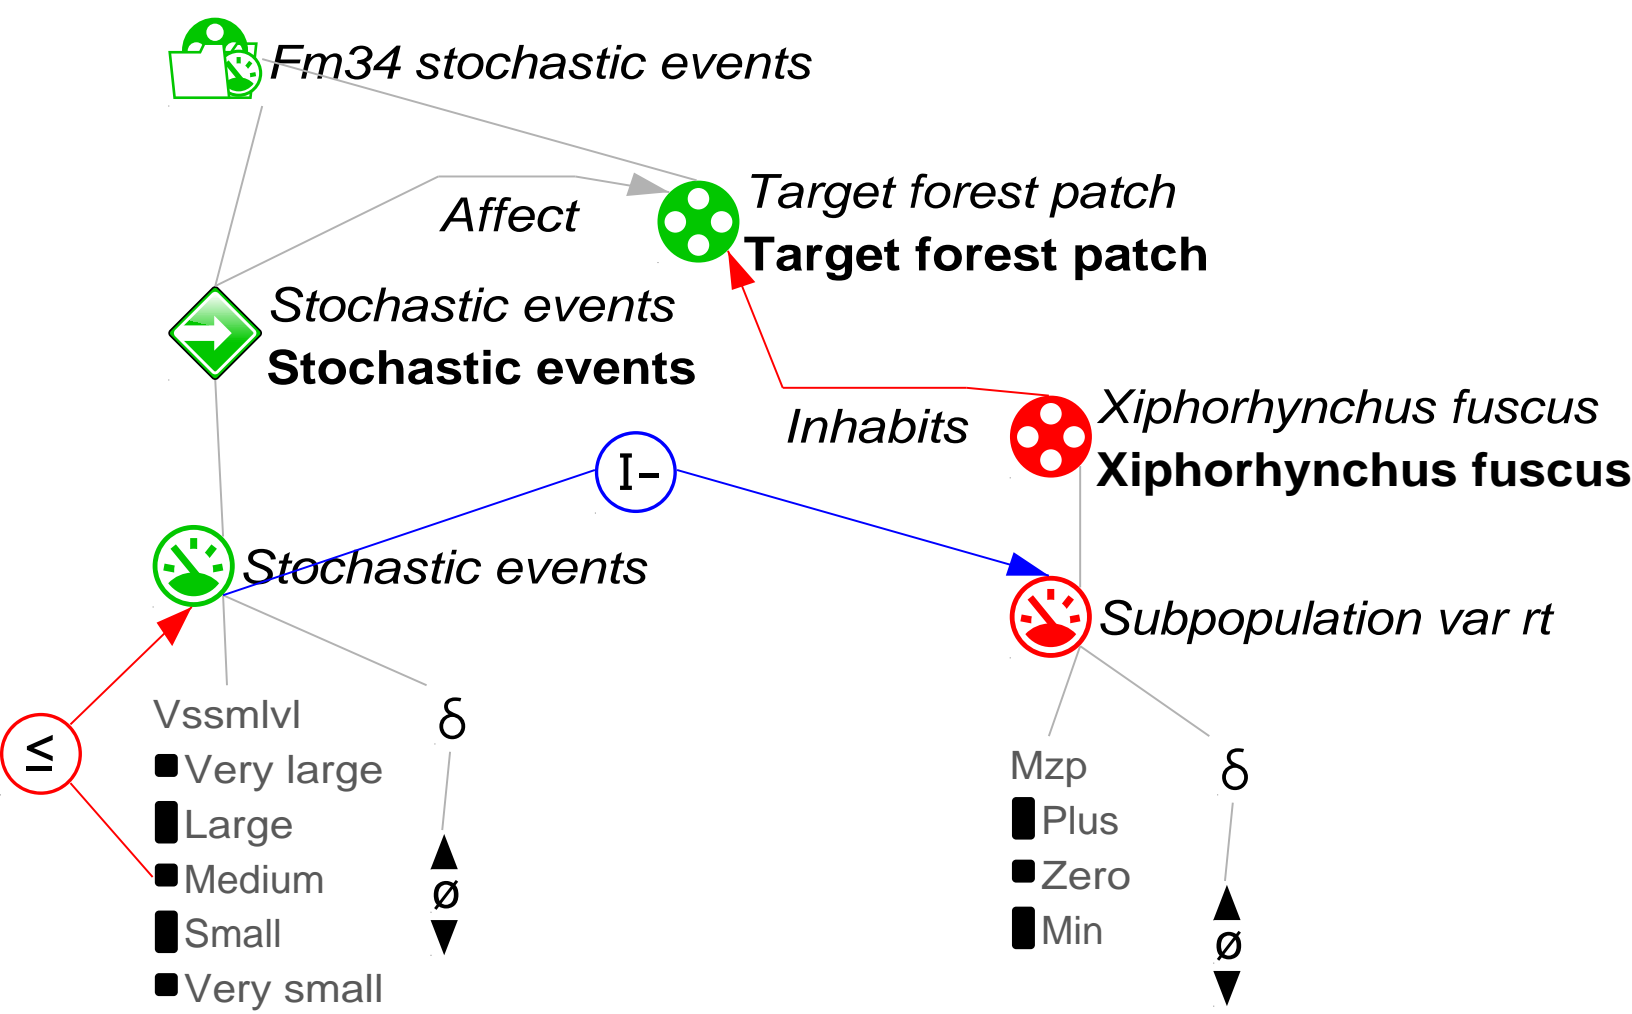 Fm34 stochastic events
Target forest patch
Affect
Target forest patch
Stochastic events
Stochastic events
Xiphorhynchus fuscus
Inhabits
Xiphorhynchus fuscus
I-
Stochastic events
Subpopulation var rt
Vssmlvl
δ
≤
Mzp
δ
Very large
Large
Plus
Medium
ø
Zero
Small
Min
ø
Very small